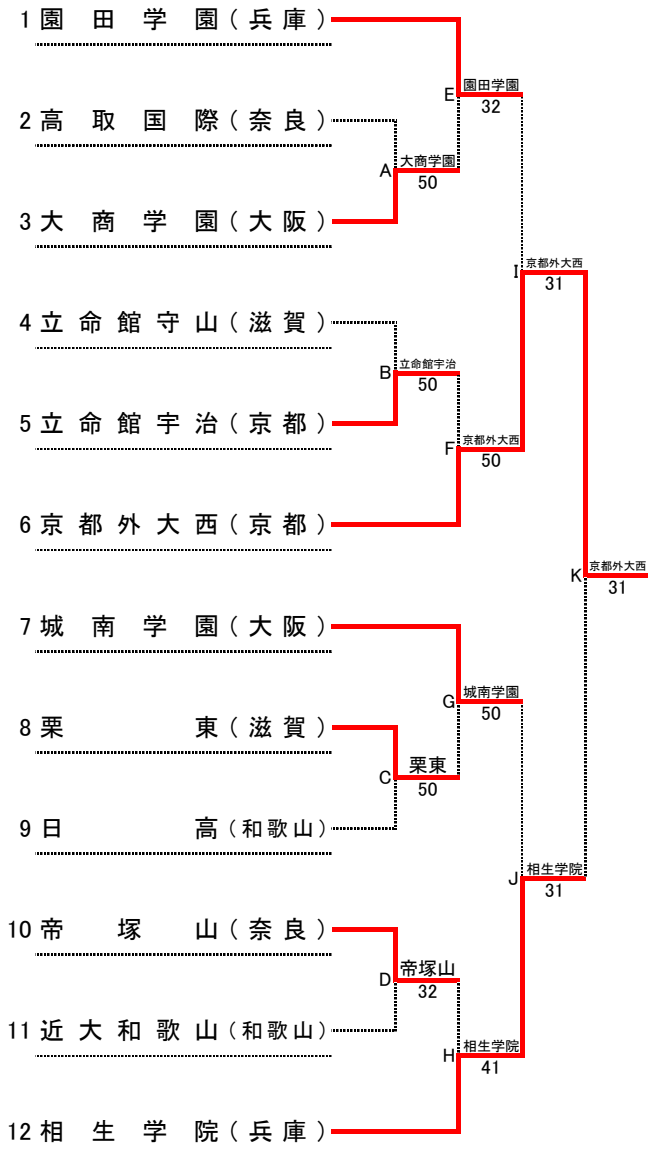 1 園田学園(兵庫)
E 園田学園
32
2 高取国際(奈良)
A 大商学園
50
3 大商学園(大阪)
I 京都外大西
31
4 立命館守山(滋賀)
B 立命館宇治
50
5 立命館宇治(京都)
F 京都外大西
50
6 京都外大西(京都)
K 京都外大西
31
7 城南学園(大阪)
G 城南学園
50
8 栗東(滋賀)
C 栗東
50
9 日高(和歌山)
J 相生学院
31
10 帝塚山(奈良)
D 帝塚山
32
11 近大和歌山(和歌山)
H 相生学院
41
12 相生学院(兵庫)